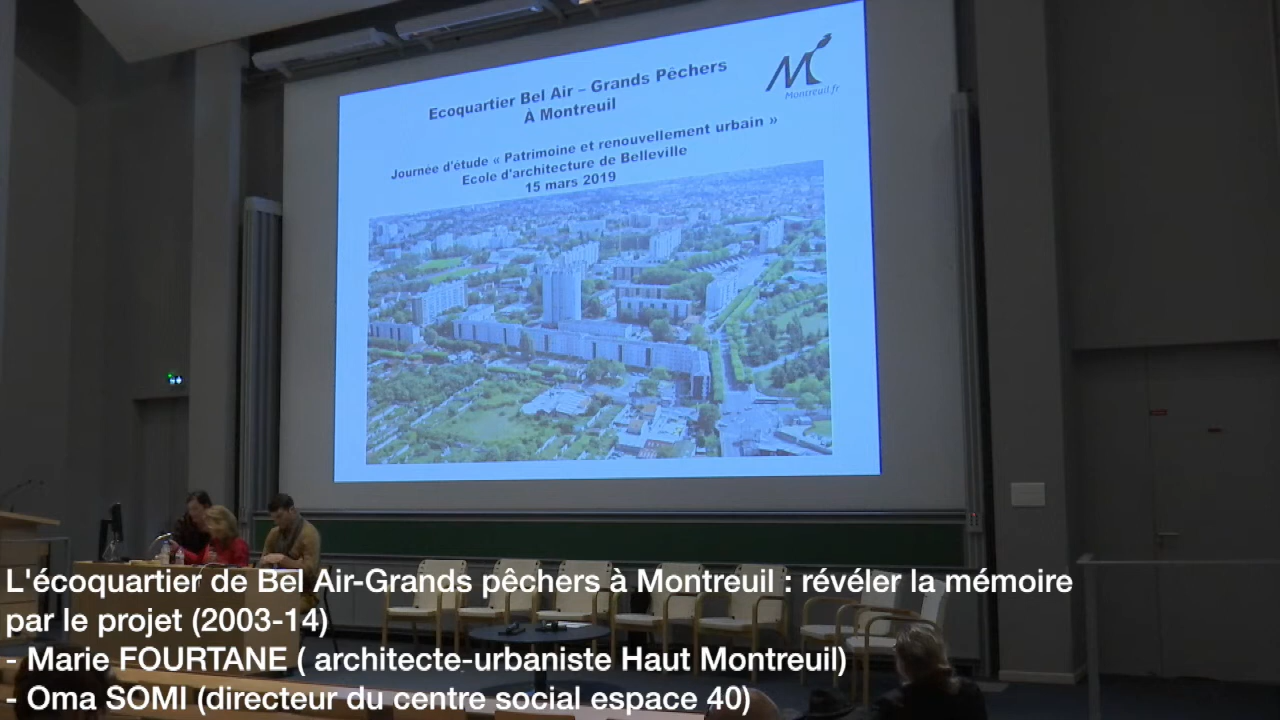 Ecoquartier Bel Air – Grands Pêchers
À Montreuil
Montreuil.fr
Journée d'étude « Patrimoine et renouvellement urbain »
Ecole d'architecture de Belleville
15 mars 2019
L'écoquartier de Bel Air-Grands pêchers à Montreuil : révéler la mémoire
par le projet (2003-14)
- Marie FOURTANE ( architecte-urbaniste Haut Montreuil)
- Oma SOMI (directeur du centre social espace 40)